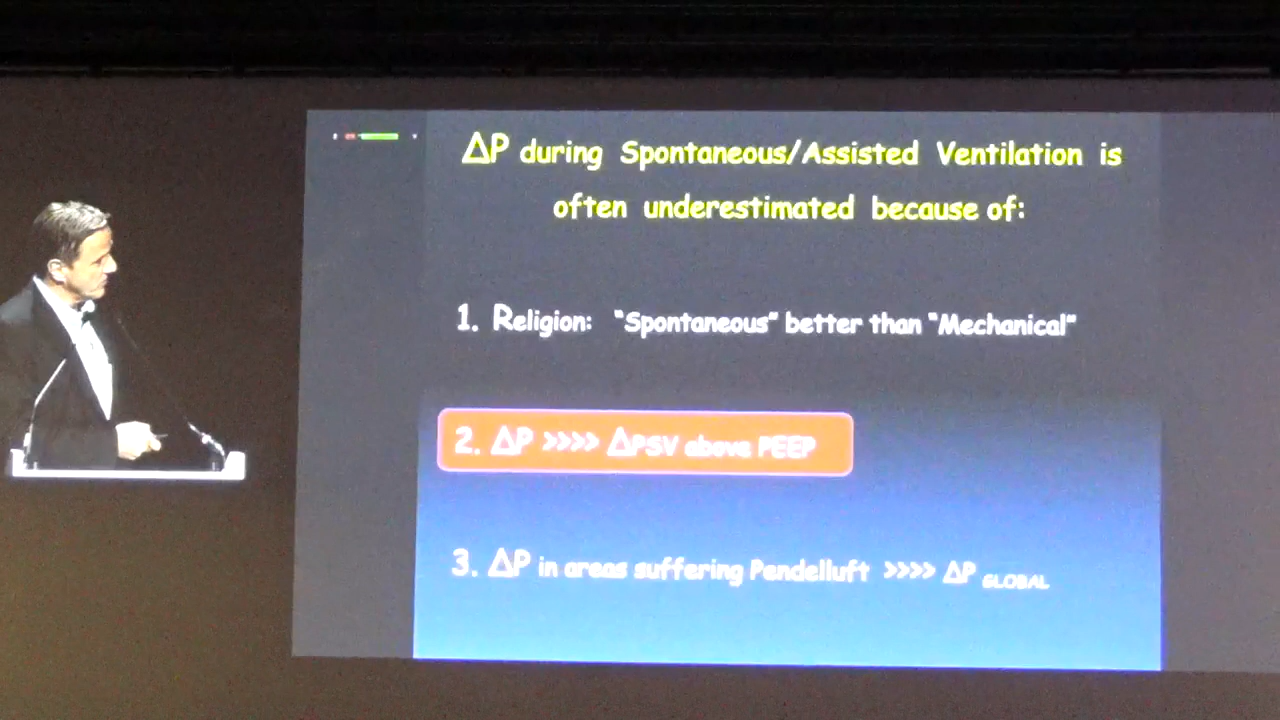 ΔP during Spontaneous/Assisted Ventilation is
often underestimated because of:
1. Religion: "Spontaneous" better than "Mechanical"
2. ΔP >>>> ΔPSV above PEEP
3. ΔP in areas suffering Pendelluft >>>> ΔP GLOBAL